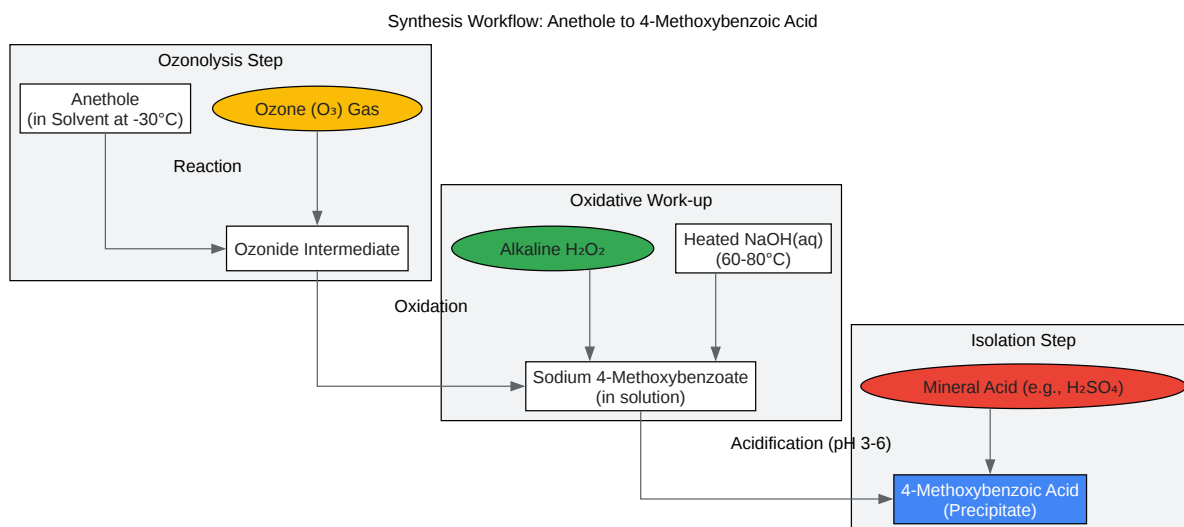 Synthesis Workflow: Anethole to 4-Methoxybenzoic Acid
Ozonolysis Step
Anethole
(in Solvent at -30°C)
Ozone (O₃) Gas
Reaction
Ozonide Intermediate
Oxidative Work-up
Alkaline H₂O₂
Heated NaOH(aq)
(60-80°C)
Oxidation
Sodium 4-Methoxybenzoate
(in solution)
Isolation Step
Mineral Acid (e.g., H₂SO₄)
Acidification (pH 3-6)
4-Methoxybenzoic Acid
(Precipitate)